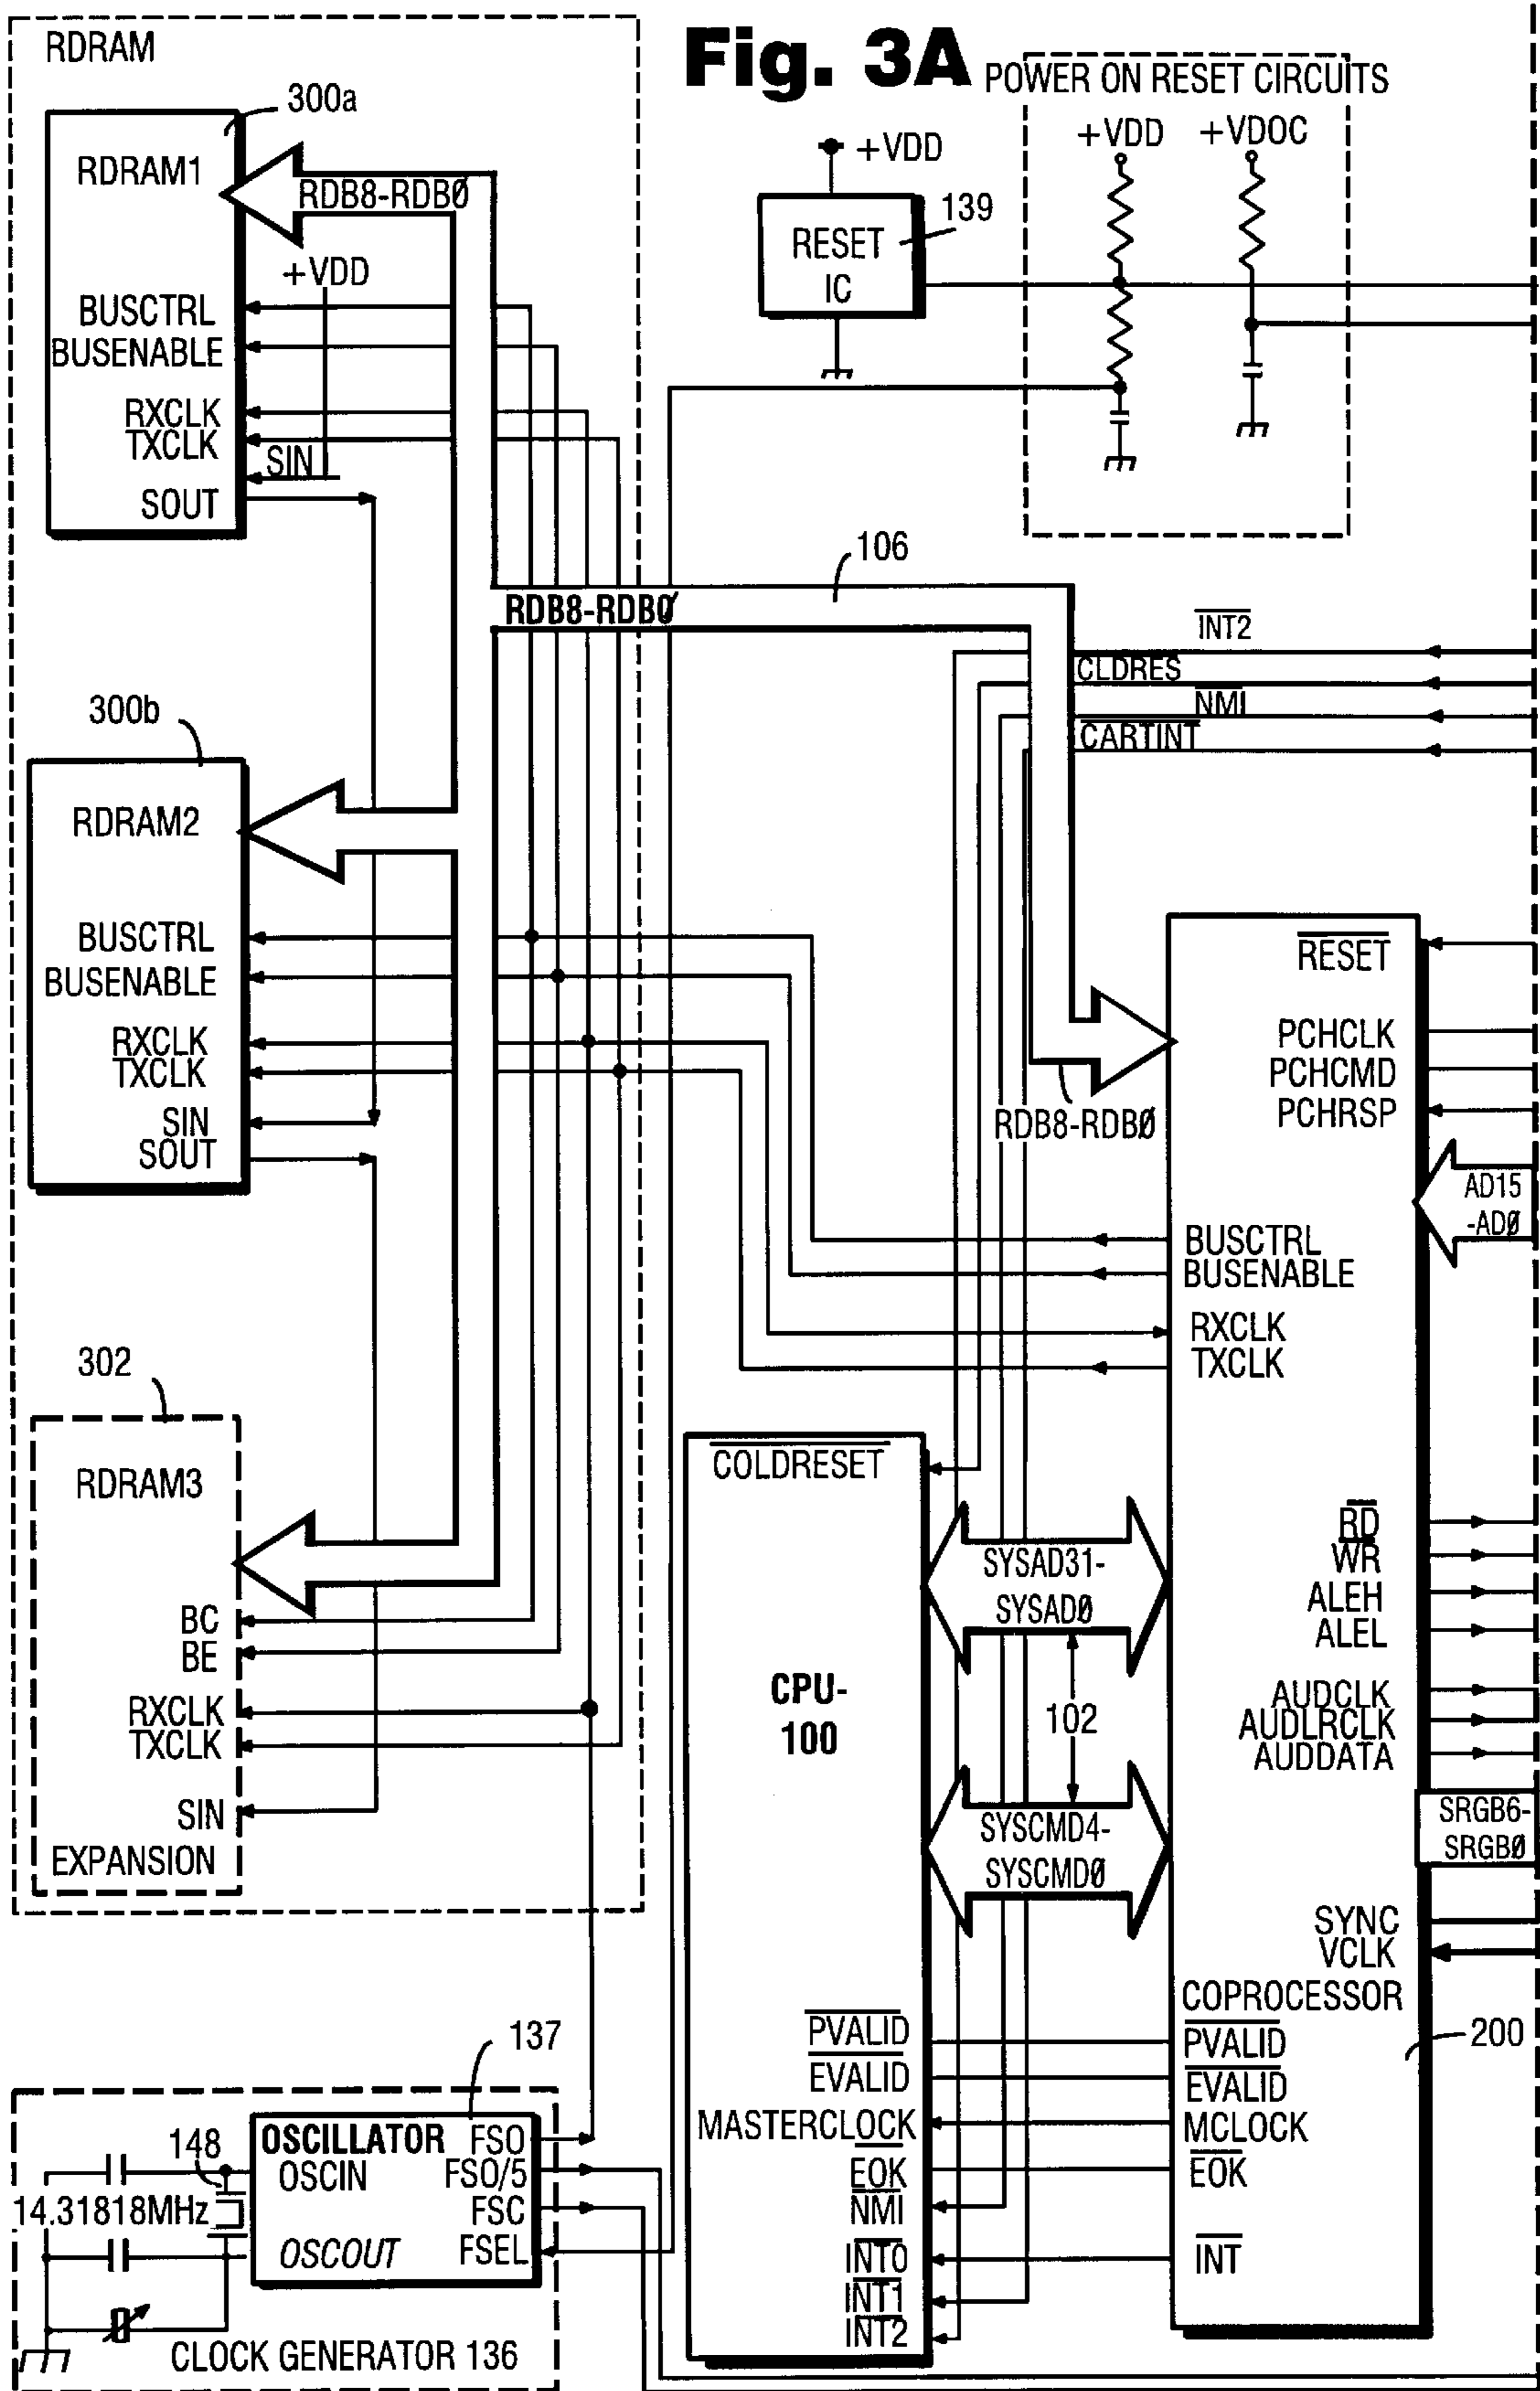 Fig. 3A
RDRAM
300a
RDRAM1
RDB8-RDBØ
+VDD
BUSCTRL
BUSENABLE
RXCLK
TXCLK
SIN
SOUT
POWER ON RESET CIRCUITS
+VDD
+VDOC
+VDD
139
RESET
IC
106
RDB8-RDBØ
INT2
CLDRES
NMI
CARTINT
300b
RDRAM2
BUSCTRL
BUSENABLE
RXCLK
TXCLK
SIN
SOUT
RDB8-RDBØ
RESET
PCHCLK
PCHCMD
PCHRSP
AD15
-ADØ
BUSCTRL
BUSENABLE
RXCLK
TXCLK
302
RDRAM3
BC
BE
RXCLK
TXCLK
SIN
EXPANSION
COLDRESET
SYSAD31-
SYSADØ
CPU-
100
102
SYSCMD4-
SYSCMDØ
RD
WR
ALEH
ALEL
AUDCLK
AUDLRCLK
AUDDATA
SRGB6-
SRGBØ
SYNC
VCLK
COPROCESSOR
200
PVALID
EVALID
MASTERCLOCK
EOK
NMI
INT0
INT1
INT2
PVALID
EVALID
MCLOCK
EOK
INT
137
OSCILLATOR
148
OSCIN
14.31818MHz
OSCOUT
FSO
FSO/5
FSC
FSEL
CLOCK GENERATOR 136